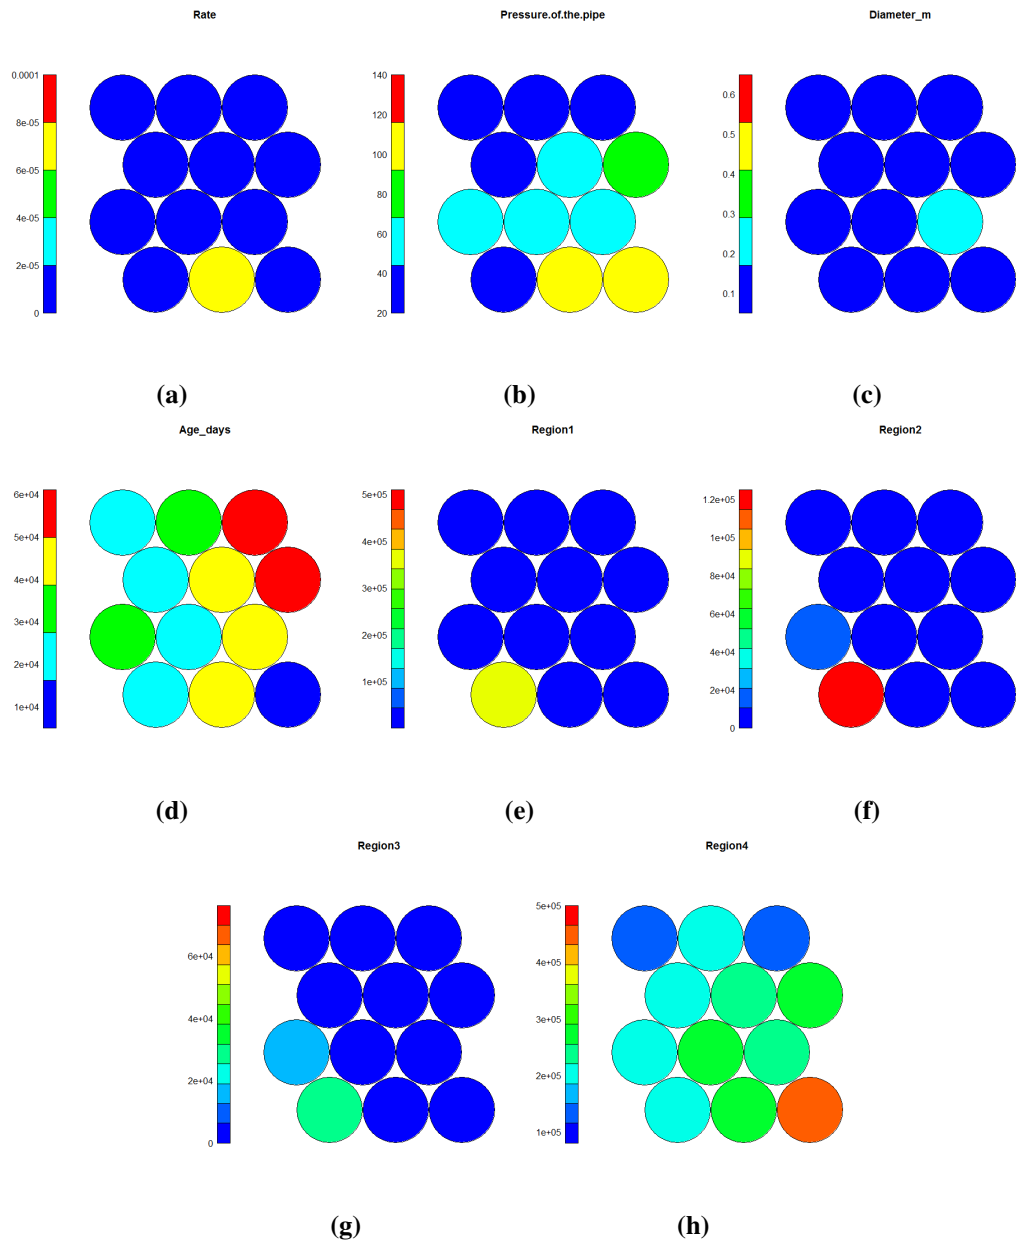 Rate
Pressure.of.the.pipe
Diameter_m
0.0001
8e-05
6e-05
4e-05
2e-05
0
140
120
100
80
60
40
20
0.6
0.5
0.4
0.3
0.2
0.1
(a)
(b)
(c)
Age_days
Region1
Region2
6e+04
5e+04
4e+04
3e+04
2e+04
1e+04
5e+05
4e+05
3e+05
2e+05
1e+05
1.2e+05
1e+05
8e+04
6e+04
4e+04
2e+04
0
(d)
(e)
(f)
Region3
Region4
6e+04
4e+04
2e+04
0
5e+05
4e+05
3e+05
2e+05
1e+05
(g)
(h)